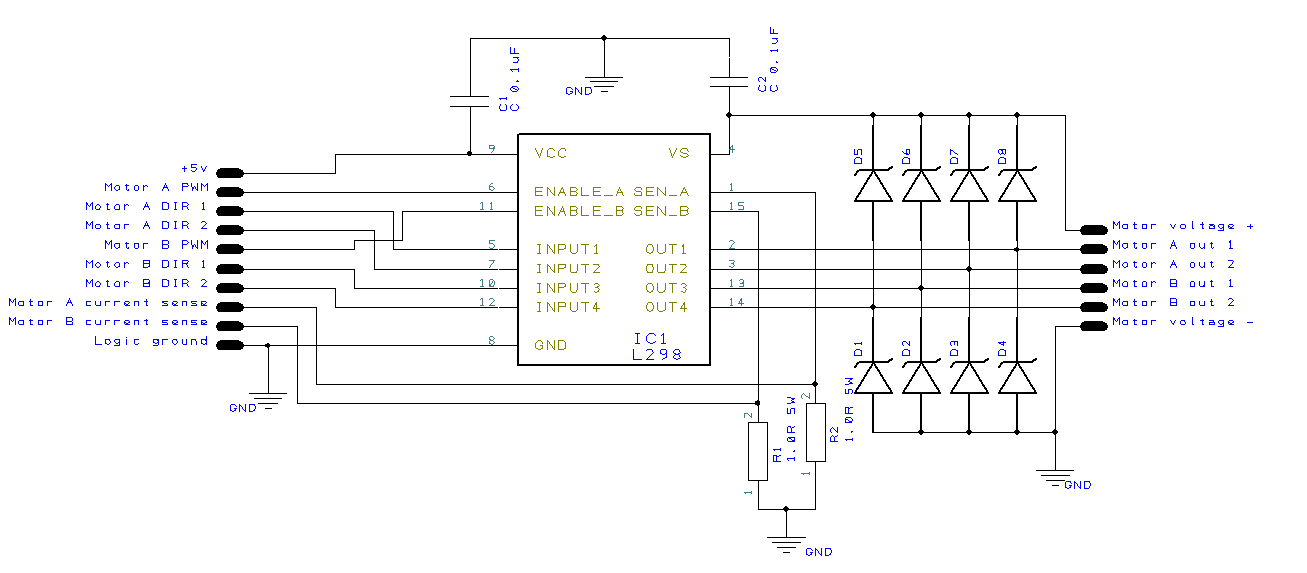 C1
C 0.1uF
GND
C2
C 0.1uF
+5v
Motor A PWM
Motor A DIR 1
Motor A DIR 2
Motor B PWM
Motor B DIR 1
Motor B DIR 2
Motor A current sense
Motor B current sense
Logic ground
GND
9 VCC VS 4
6 ENABLE_A SEN_A 1
11 ENABLE_B SEN_B 15
5 INPUT1 OUT1 2
7 INPUT2 OUT2 3
10 INPUT3 OUT3 13
12 INPUT4 OUT4 14
8 GND
IC1
L298
D5 D6 D7 D8
Motor voltage +
Motor A out 1
Motor A out 2
Motor B out 1
Motor B out 2
Motor voltage -
D1 D2 D3 D4
2
R1
1.0R 5W
1
2
R2
1.0R 5W
1
GND
GND